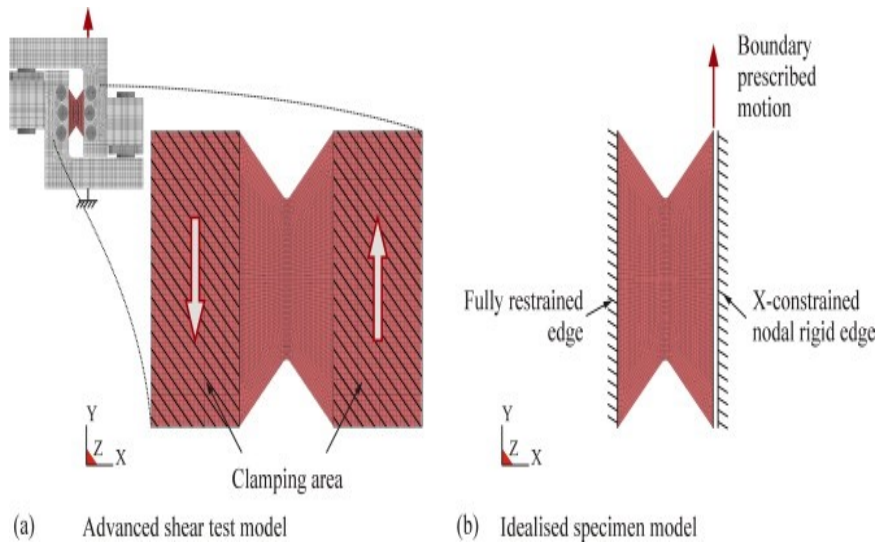 Boundary
prescribed
motion
Fully restrained
edge
X-constrained
nodal rigid edge
Y
Z
X
Clamping area
Y
Z
X
(a) Advanced shear test model
(b) Idealised specimen model